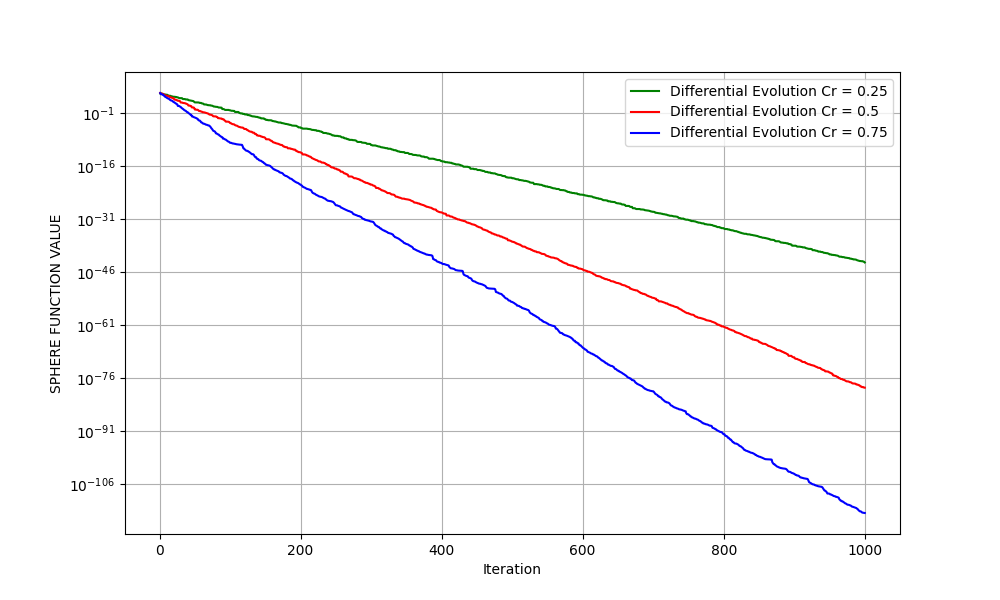 Differential Evolution Cr = 0.25
Differential Evolution Cr = 0.5
Differential Evolution Cr = 0.75
SPHERE FUNCTION VALUE
10⁻¹
10⁻¹⁶
10⁻³¹
10⁻⁴⁶
10⁻⁶¹
10⁻⁷⁶
10⁻⁹¹
10⁻¹⁰⁶
0 200 400 600 800 1000
Iteration